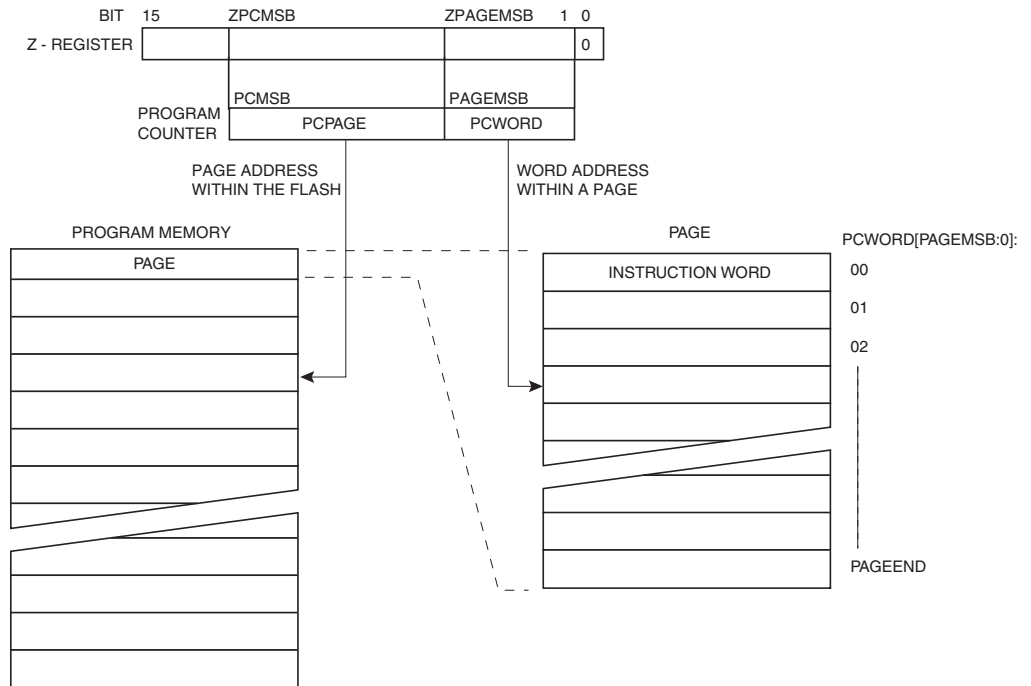 BIT 15 ZPCMSB ZPAGEMSB 1 0
Z - REGISTER 0
PCMSB PAGEMSB
PROGRAM
COUNTER
PCPAGE PCWORD
PAGE ADDRESS
WITHIN THE FLASH
WORD ADDRESS
WITHIN A PAGE
PROGRAM MEMORY
PAGE
PAGE
PCWORD[PAGEMSB:0]:
INSTRUCTION WORD
00
01
02
PAGEEND